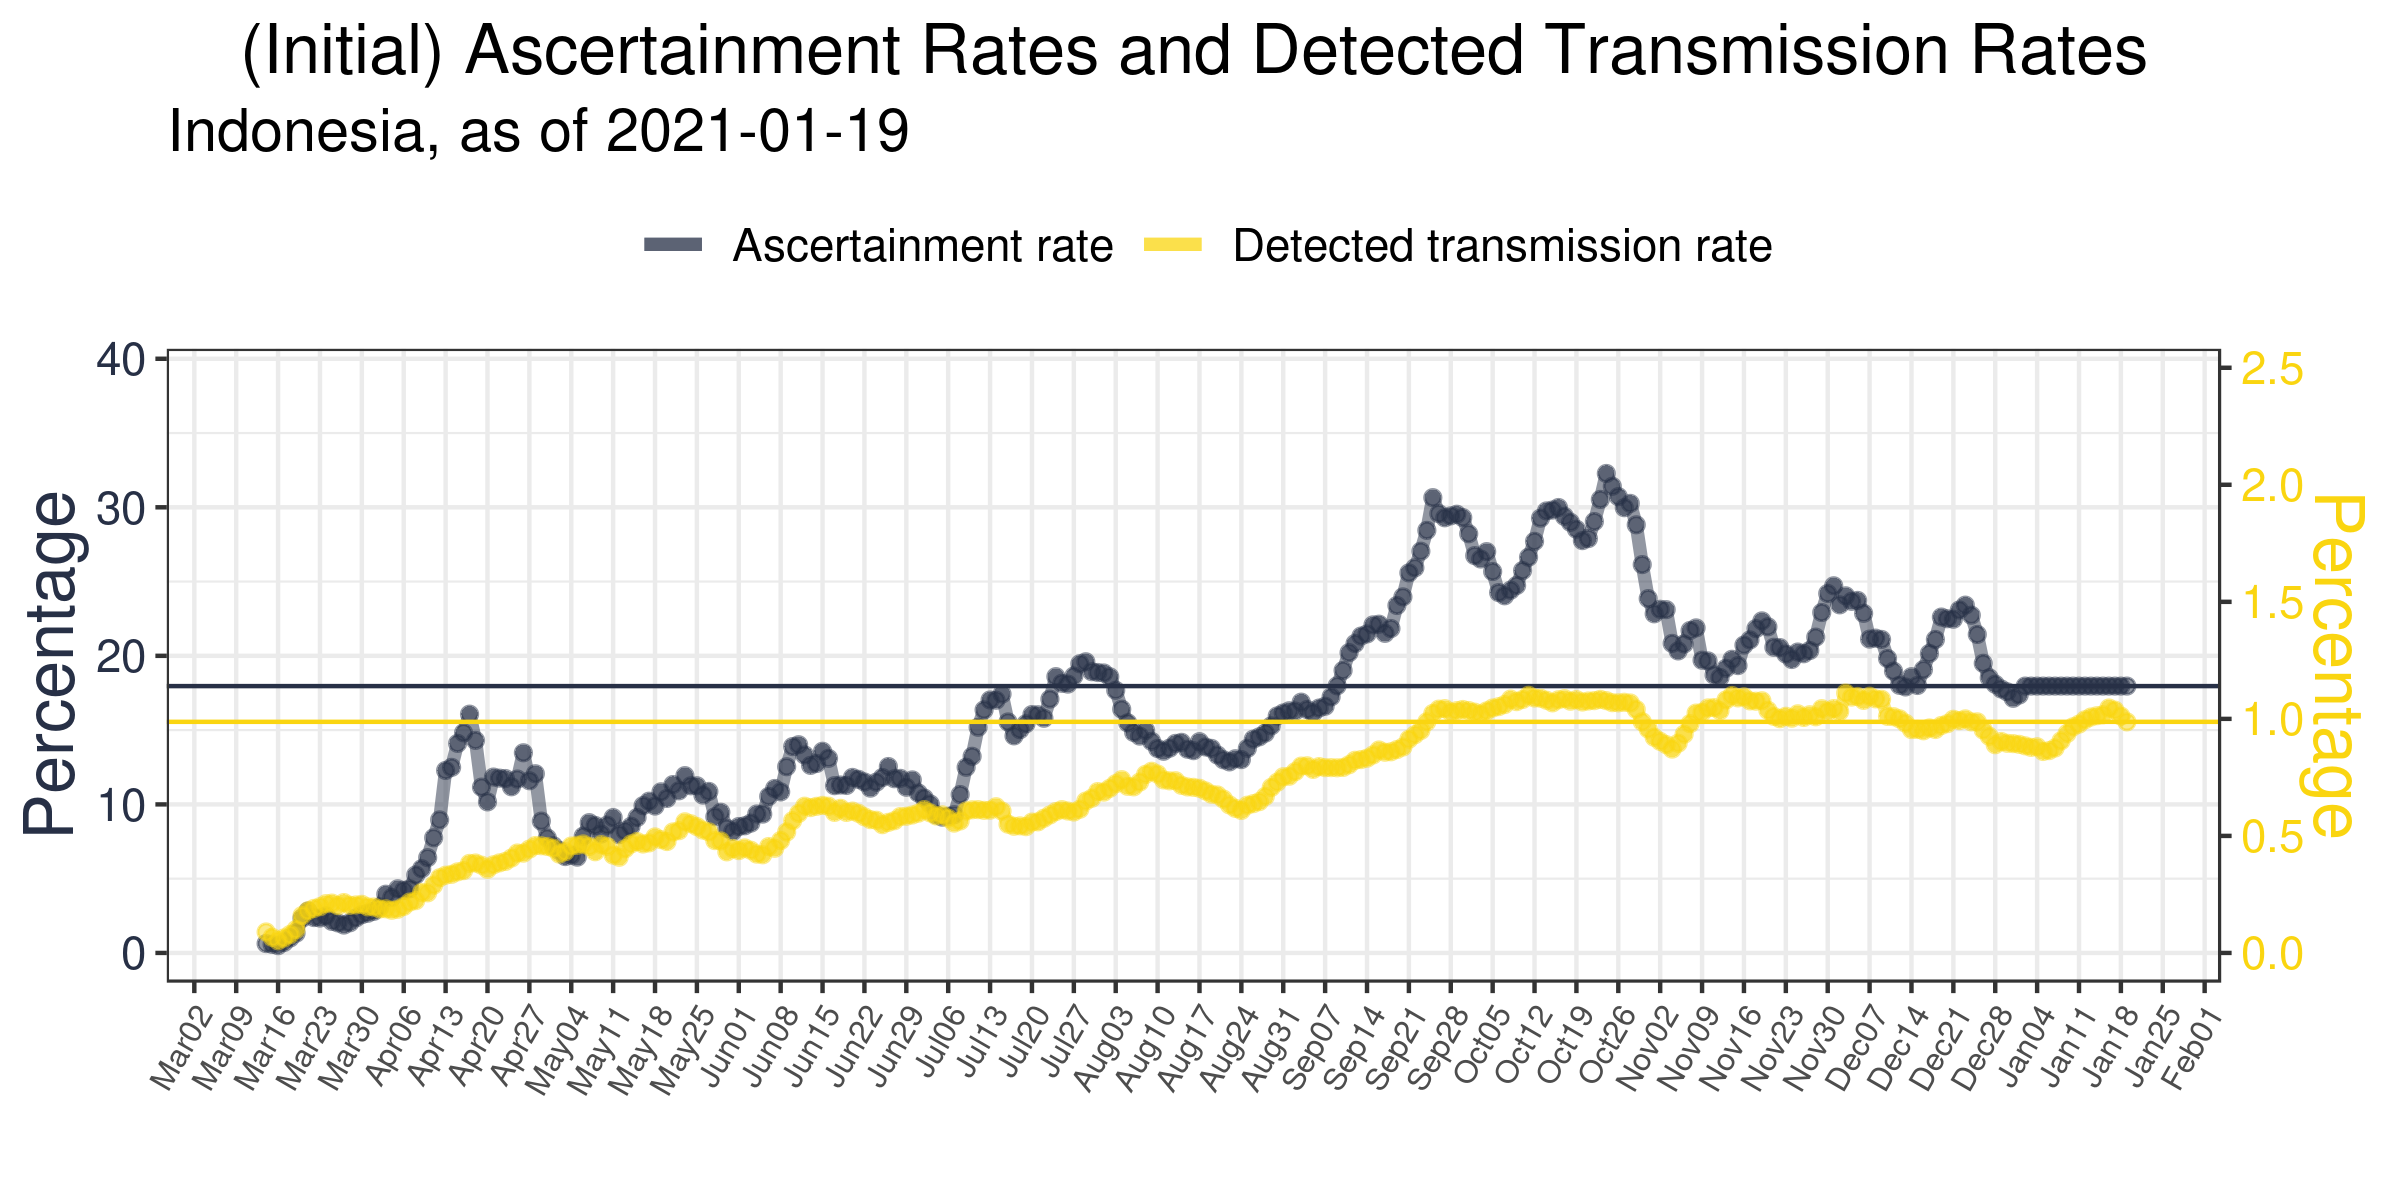 (Initial) Ascertainment Rates and Detected Transmission Rates
Indonesia, as of 2021-01-19
Ascertainment rate
Detected transmission rate
Percentage
40
30
20
10
0
2.5
2.0
1.5
1.0
0.5
0.0
Percentage
Mar02
Mar09
Mar16
Mar23
Mar30
Apr06
Apr13
Apr20
Apr27
May04
May11
May18
May25
Jun01
Jun08
Jun15
Jun22
Jun29
Jul06
Jul13
Jul20
Jul27
Aug03
Aug10
Aug17
Aug24
Aug31
Sep07
Sep14
Sep21
Sep28
Oct05
Oct12
Oct19
Oct26
Nov02
Nov09
Nov16
Nov23
Nov30
Dec07
Dec14
Dec21
Dec28
Jan04
Jan11
Jan18
Jan25
Feb01